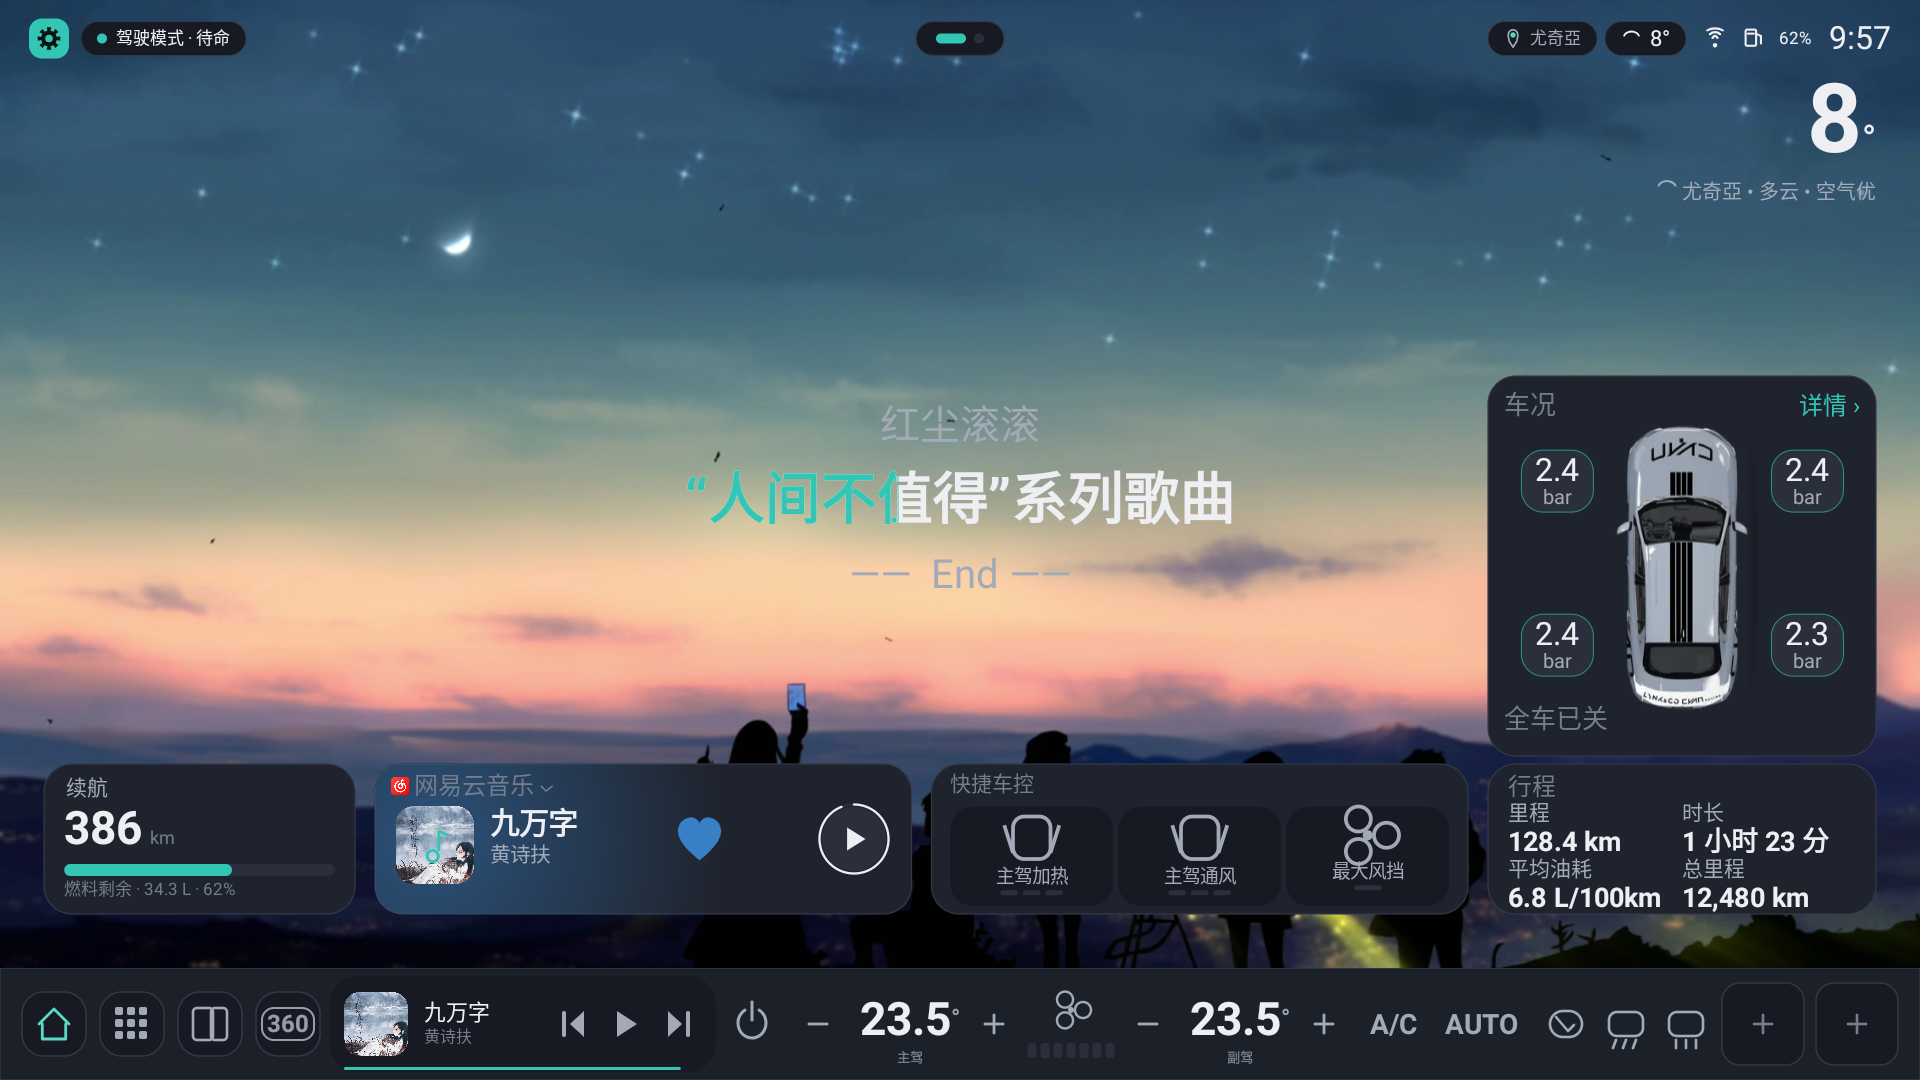 驾驶模式 · 待命
尤奇亞
8°
62%
9:57
8°
尤奇亞 • 多云 • 空气优
红尘滚滚
“人间不值得”系列歌曲
—— End ——
车况
详情 ›
2.4
bar
2.4
bar
2.4
bar
2.3
bar
全车已关
续航
386 km
燃料剩余 · 34.3 L · 62%
网易云音乐
九万字
黄诗扶
快捷车控
主驾加热
主驾通风
最大风挡
行程
里程
128.4 km
时长
1 小时 23 分
平均油耗
6.8 L/100km
总里程
12,480 km
360
九万字
黄诗扶
23.5°
主驾
23.5°
副驾
A/C
AUTO